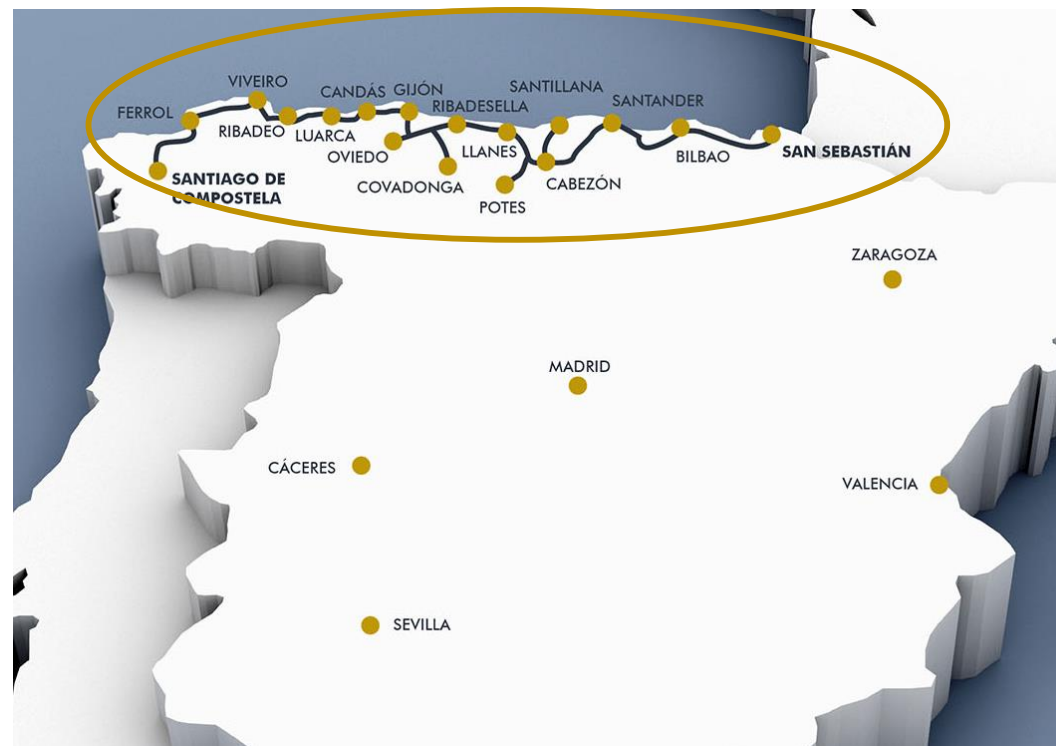 VIVEIRO
CANDÁS
GIJÓN
SANTILLANA
FERROL
RIBADESELLA
SANTANDER
RIBADEO
LUARCA
OVIEDO
LLANES
BILBAO
SAN SEBASTIÁN
SANTIAGO DE
COMPOSTELA
COVADONGA
CABEZÓN
POTES
ZARAGOZA
MADRID
CÁCERES
VALENCIA
SEVILLA